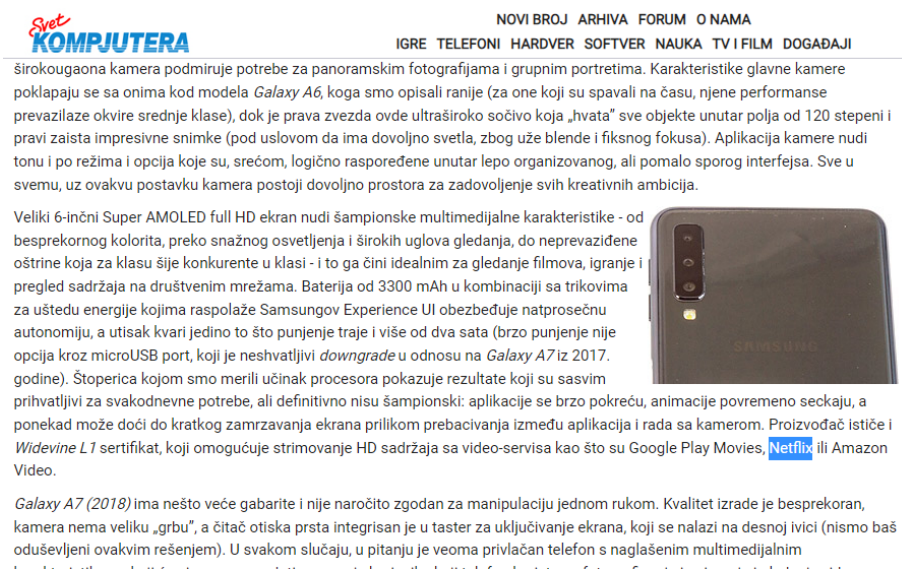 Svet
KOMPJUTERA
NOVI BROJ ARHIVA FORUM O NAMA
IGRE TELEFONI HARDVER SOFTVER NAUKA TV I FILM DOGAĐAJI
širokougaona kamera podmiruje potrebe za panoramskim fotografijama i grupnim portretima. Karakteristike glavne kamere
poklapaju se sa onima kod modela Galaxy A6, koga smo opisali ranije (za one koji su spavali na času, njene performanse
prevazilaze okvire srednje klase), dok je prava zvezda ovde ultraširoko sočivo koja „hvata” sve objekte unutar polja od 120 stepeni i
pravi zaista impresivne snimke (pod uslovom da ima dovoljno svetla, zbog uže blende i fiksnog fokusa). Aplikacija kamere nudi
tonu i po režima i opcija koje su, srećom, logično raspoređene unutar lepo organizovanog, ali pomalo sporog interfejsa. Sve u
svemu, uz ovakvu postavku kamera postoji dovoljno prostora za zadovoljenje svih kreativnih ambicija.
Veliki 6-inčni Super AMOLED full HD ekran nudi šampionske multimedijalne karakteristike - od
besprekornog kolorita, preko snažnog osvetljenja i širokih uglova gledanja, do neprevaziđene
oštrine koja za klasu šije konkurente u klasi - i to ga čini idealnim za gledanje filmova, igranje i
pregled sadržaja na društvenim mrežama. Baterija od 3300 mAh u kombinaciji sa trikovima
za uštedu energije kojima raspolaže Samsungov Experience UI obezbeđuje natprosečnu
autonomiju, a utisak kvari jedino to što punjenje traje i više od dva sata (brzo punjenje nije
opcija kroz microUSB port, koji je neshvatljivi downgrade u odnosu na Galaxy A7 iz 2017.
godine). Štoperica kojom smo merili učinak procesora pokazuje rezultate koji su sasvim
prihvatljivi za svakodnevne potrebe, ali definitivno nisu šampionski: aplikacije se brzo pokreću, animacije povremeno seckaju, a
ponekad može doći do kratkog zamrzavanja ekrana prilikom prebacivanja između aplikacija i rada sa kamerom. Proizvođač ističe i
Widevine L1 sertifikat, koji omogućuje strimovanje HD sadržaja sa video-servisa kao što su Google Play Movies, Netflix ili Amazon
Video.
SAMSUNG
Galaxy A7 (2018) ima nešto veće gabarite i nije naročito zgodan za manipulaciju jednom rukom. Kvalitet izrade je besprekoran,
kamera nema veliku „grbu”, a čitač otiska prsta integrisan je u taster za uključivanje ekrana, koji se nalazi na desnoj ivici (nismo baš
oduševljeni ovakvim rešenjem). U svakom slučaju, u pitanju je veoma privlačan telefon s naglašenim multimedijalnim